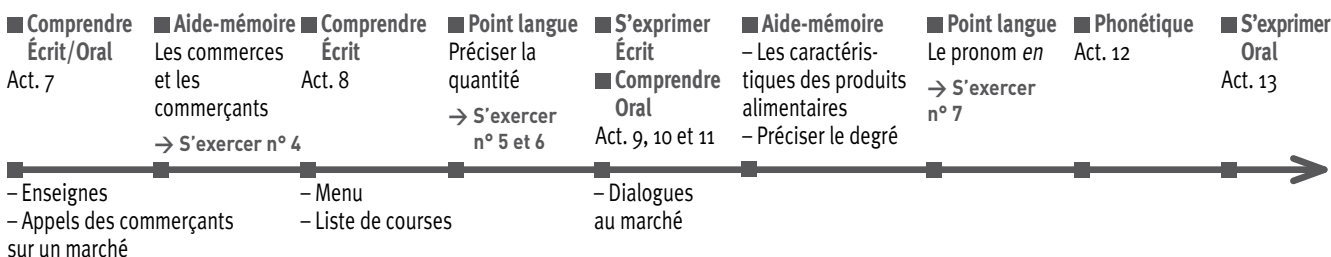 ■ Comprendre
Écrit/Oral
Act. 7
■ Aide-mémoire
Les commerces
et les
commerçants
→ S'exercer n° 4
■ Comprendre
Écrit
Act. 8
■ Point langue
Préciser la
quantité
→ S'exercer
n° 5 et 6
■ S'exprimer
Écrit
■ Comprendre
Oral
Act. 9, 10 et 11
■ Aide-mémoire
– Les caractéris-
tiques des produits
alimentaires
– Préciser le degré
■ Point langue
Le pronom en
→ S'exercer
n° 7
■ Phonétique
Act. 12
■ S'exprimer
Oral
Act. 13
– Enseignes
– Appels des commerçants
sur un marché
– Menu
– Liste de courses
– Dialogues
au marché